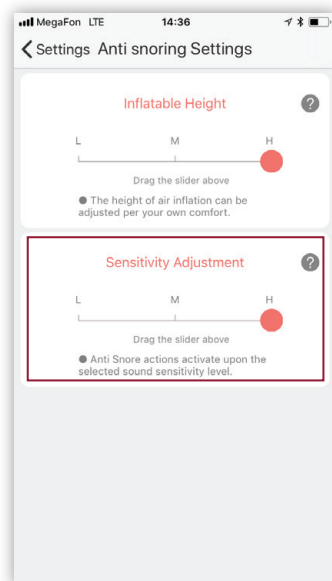 MegaFon LTE 14:36
Settings Anti snoring Settings
Inflatable Height ?
L M H
Drag the slider above
● The height of air inflation can be
adjusted per your own comfort.
Sensitivity Adjustment ?
L M H
Drag the slider above
● Anti Snore actions activate upon the
selected sound sensitivity level.